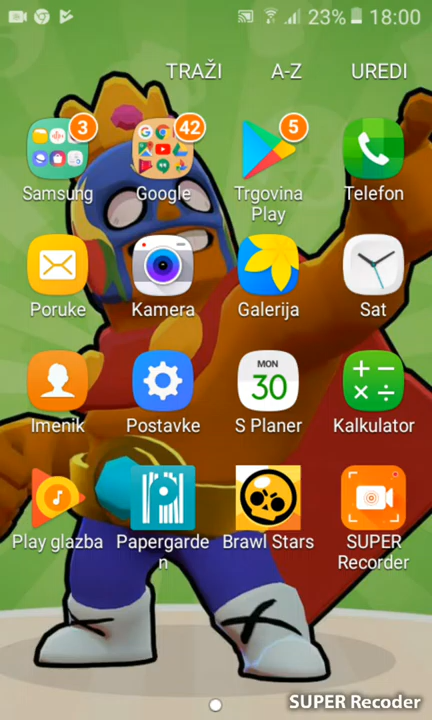 23% 18:00
TRAŽI A-Z UREDI
3 42 5
Samsung Google Trgovina Play Telefon
Poruke Kamera Galerija Sat
MON
30
Imenik Postavke S Planer Kalkulator
Play glazba Papergarden Brawl Stars SUPER Recorder
SUPER Recoder